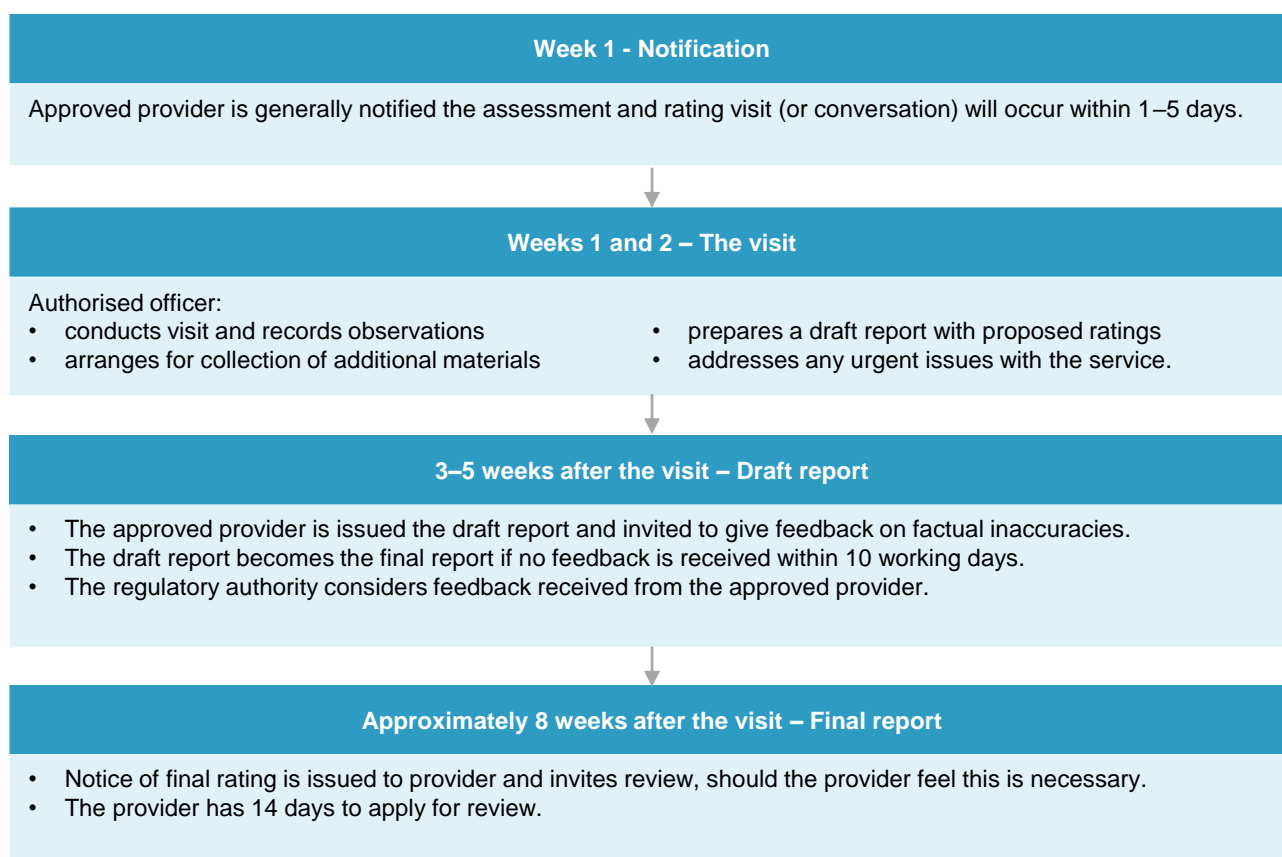 Week 1 - Notification
Approved provider is generally notified the assessment and rating visit (or conversation) will occur within 1–5 days.
Weeks 1 and 2 – The visit
Authorised officer:
• conducts visit and records observations
• arranges for collection of additional materials
• prepares a draft report with proposed ratings
• addresses any urgent issues with the service.
3–5 weeks after the visit – Draft report
• The approved provider is issued the draft report and invited to give feedback on factual inaccuracies.
• The draft report becomes the final report if no feedback is received within 10 working days.
• The regulatory authority considers feedback received from the approved provider.
Approximately 8 weeks after the visit – Final report
• Notice of final rating is issued to provider and invites review, should the provider feel this is necessary.
• The provider has 14 days to apply for review.